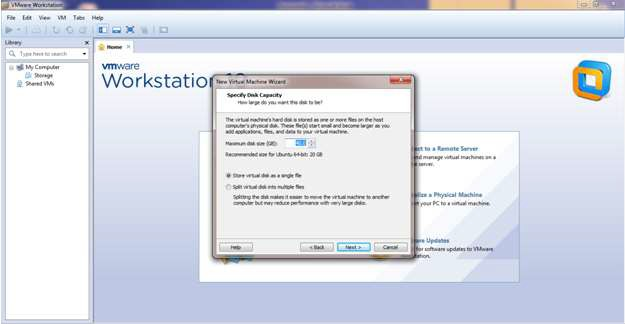 VMware Workstation
File Edit View VM Tabs Help
Library
Type here to search
My Computer
Storage
Shared VMs
Home
vmware
Workstation
New Virtual Machine Wizard
Specify Disk Capacity
How large do you want this disk to be?
The virtual machine's hard disk is stored as one or more files on the host
computer's physical disk. These file(s) start small and become larger as you
add applications, files, and data to your virtual machine.
Maximum disk size (GB): 40.0
Recommended size for Ubuntu 64-bit: 20 GB
Store virtual disk as a single file
Split virtual disk into multiple files
Splitting the disk makes it easier to move the virtual machine to another
computer but may reduce performance with very large disks.
Help < Back Next > Cancel
ct to a Remote Server
and manage virtual machines on a
e server.
alize a Physical Machine
rt your PC to a virtual machine.
are Updates
for software updates to VMware
station.